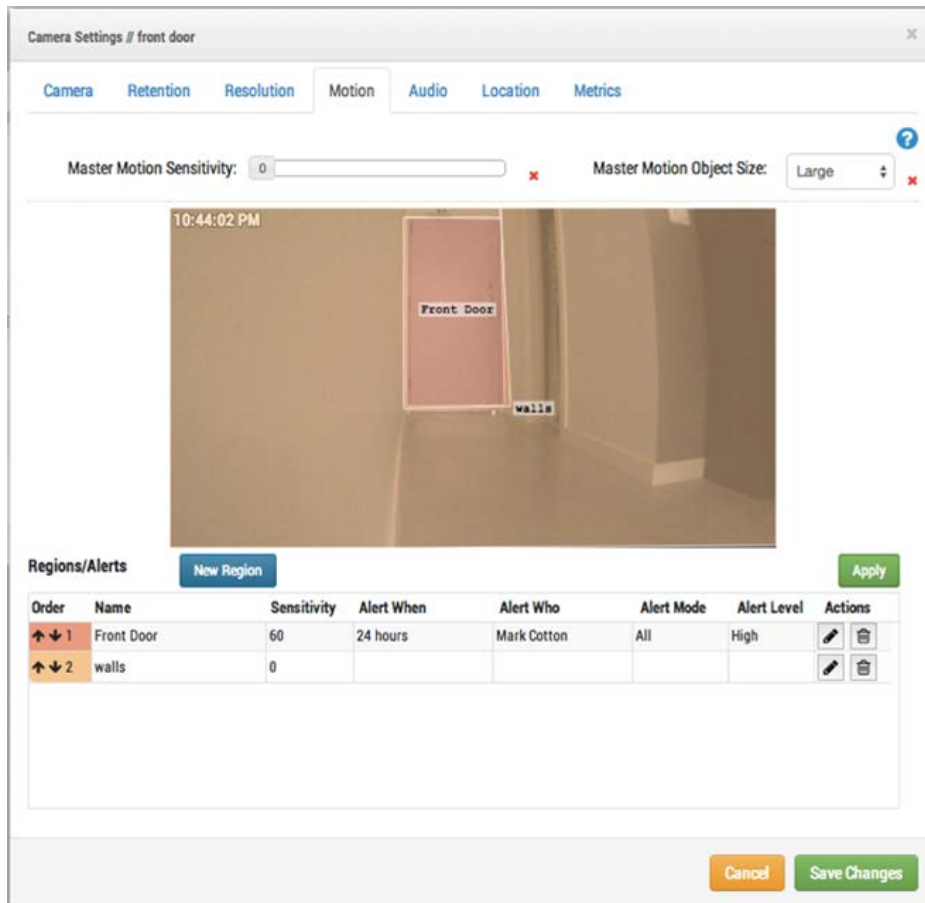 Camera Settings // front door ×
Camera Retention Resolution Motion Audio Location Metrics
?
Master Motion Sensitivity: 0 Master Motion Object Size: Large
10:44:02 PM
Front Door
walls
Regions/Alerts New Region Apply
Order Name Sensitivity Alert When Alert Who Alert Mode Alert Level Actions
1 Front Door 60 24 hours Mark Cotton All High
2 walls 0
Cancel Save Changes